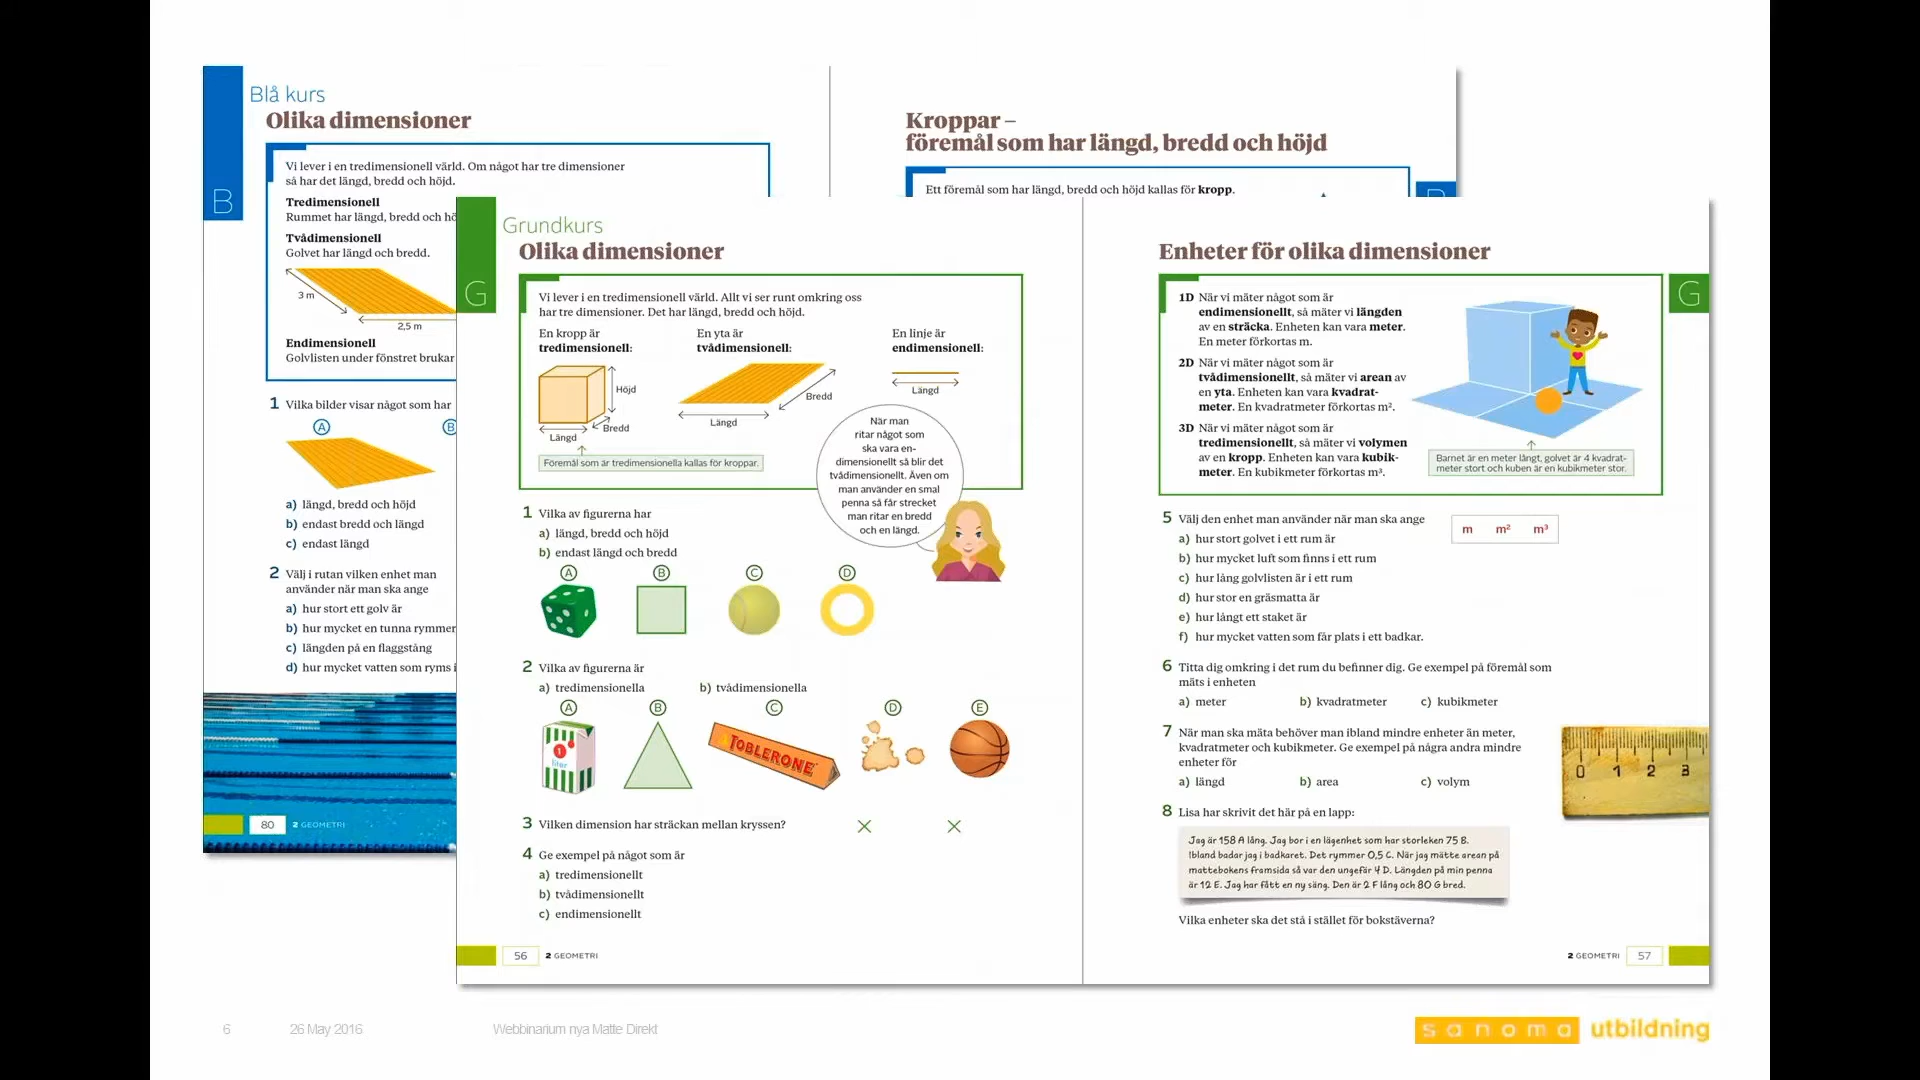 Blå kurs
Olika dimensioner
Vi lever i en tredimensionell värld. Om något har tre dimensioner
så har det längd, bredd och höjd.
B
Tredimensionell
Rummet har längd, bredd och hö
Tvådimensionell
Golvet har längd och bredd.
3 m
2,5 m
Endimensionell
Golvlisten under fönstret brukar
1 Vilka bilder visar något som har
A
B
a) längd, bredd och höjd
b) endast bredd och längd
c) endast längd
2 Välj i rutan vilken enhet man
använder när man ska ange
a) hur stort ett golv är
b) hur mycket en tunna rymmer
c) längden på en flaggstång
d) hur mycket vatten som ryms i
80 2 GEOMETRI
Kroppar –
föremål som har längd, bredd och höjd
Ett föremål som har längd, bredd och höjd kallas för kropp.
Grundkurs
Olika dimensioner
G
Vi lever i en tredimensionell värld. Allt vi ser runt omkring oss
har tre dimensioner. Det har längd, bredd och höjd.
En kropp är
tredimensionell:
En yta är
tvådimensionell:
En linje är
endimensionell:
Höjd
Bredd
Längd
Bredd
Längd
Längd
Föremål som är tredimensionella kallas för kroppar.
När man
ritar något som
ska vara en-
dimensionellt så blir det
tvådimensionellt. Även om
man använder en smal
penna så får strecket
man ritar en bredd
och en längd.
1 Vilka av figurerna har
a) längd, bredd och höjd
b) endast längd och bredd
A B C D
2 Vilka av figurerna är
a) tredimensionella b) tvådimensionella
A B C D E
1
liter
TOBLERONE
3 Vilken dimension har sträckan mellan kryssen?
4 Ge exempel på något som är
a) tredimensionellt
b) tvådimensionellt
c) endimensionellt
56 2 GEOMETRI
Enheter för olika dimensioner
G
1D När vi mäter något som är
endimensionellt, så mäter vi längden
av en sträcka. Enheten kan vara meter.
En meter förkortas m.
2D När vi mäter något som är
tvådimensionellt, så mäter vi arean av
en yta. Enheten kan vara kvadrat-
meter. En kvadratmeter förkortas m².
3D När vi mäter något som är
tredimensionellt, så mäter vi volymen
av en kropp. Enheten kan vara kubik-
meter. En kubikmeter förkortas m³.
Barnet är en meter långt, golvet är 4 kvadrat-
meter stort och kuben är en kubikmeter stor.
5 Välj den enhet man använder när man ska ange
m m² m³
a) hur stort golvet i ett rum är
b) hur mycket luft som finns i ett rum
c) hur lång golvlisten är i ett rum
d) hur stor en gräsmatta är
e) hur långt ett staket är
f) hur mycket vatten som får plats i ett badkar.
6 Titta dig omkring i det rum du befinner dig. Ge exempel på föremål som
mäts i enheten
a) meter b) kvadratmeter c) kubikmeter
7 När man ska mäta behöver man ibland mindre enheter än meter,
kvadratmeter och kubikmeter. Ge exempel på några andra mindre
enheter för
a) längd b) area c) volym
0 1 2 3
8 Lisa har skrivit det här på en lapp:
Jag är 158 A lång. Jag bor i en lägenhet som har storleken 75 B.
Ibland badar jag i badkaret. Det rymmer 0,5 C. När jag mätte arean på
mattebokens framsida så var den ungefär 4 D. Längden på min penna
är 12 E. Jag har fått en ny säng. Den är 2 F lång och 80 G bred.
Vilka enheter ska det stå i stället för bokstäverna?
2 GEOMETRI 57
6 26 May 2016 Webbinarium nya Matte Direkt
sanoma utbildning